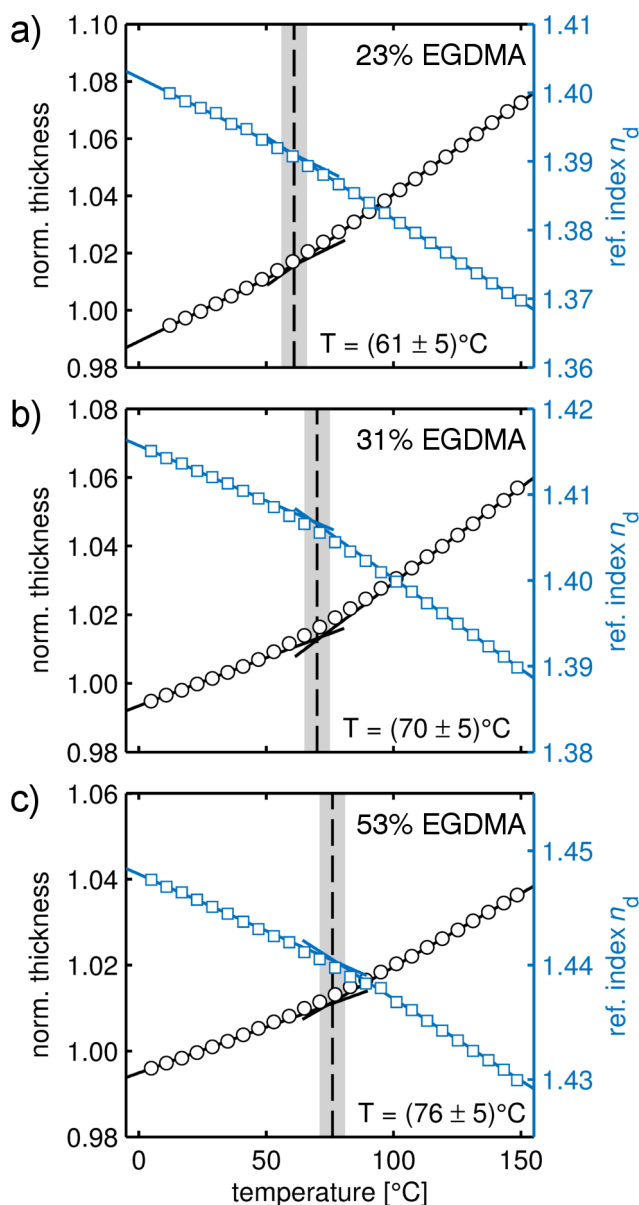 a)
23% EGDMA
T = (61 ± 5)°C
norm. thickness
1.10
1.08
1.06
1.04
1.02
1.00
0.98
ref. index nd
1.41
1.40
1.39
1.38
1.37
1.36
b)
31% EGDMA
T = (70 ± 5)°C
norm. thickness
1.08
1.06
1.04
1.02
1.00
0.98
ref. index nd
1.42
1.41
1.40
1.39
1.38
c)
53% EGDMA
T = (76 ± 5)°C
norm. thickness
1.06
1.04
1.02
1.00
0.98
ref. index nd
1.45
1.44
1.43
0 50 100 150
temperature [°C]